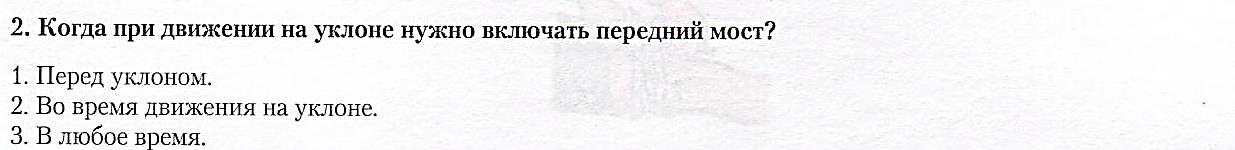 2. Когда при движении на уклоне нужно включать передний мост?
1. Перед уклоном.
2. Во время движения на уклоне.
3. В любое время.